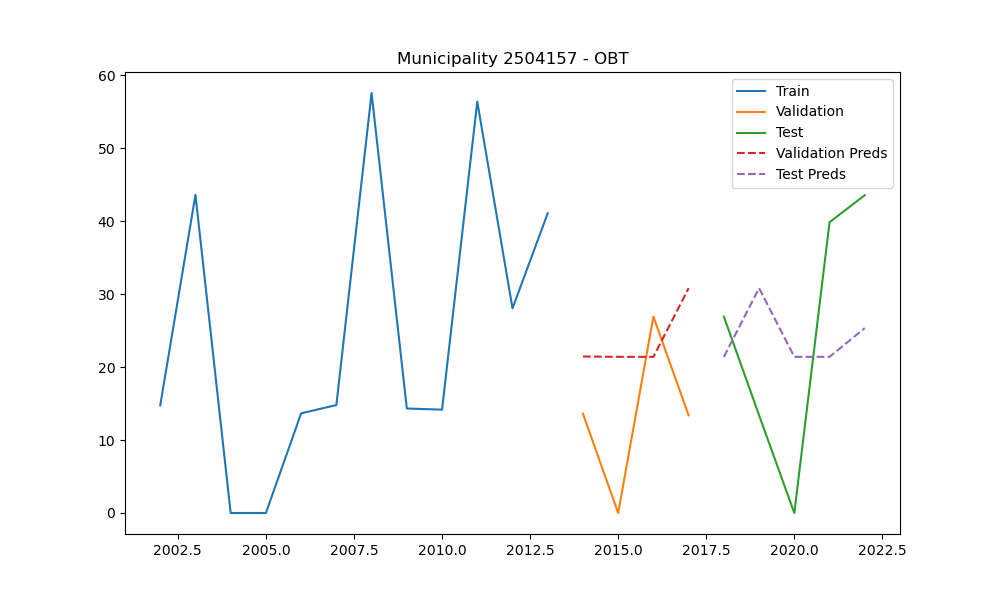 Municipality 2504157 - OBT
60
50
40
30
20
10
0
2002.5 2005.0 2007.5 2010.0 2012.5 2015.0 2017.5 2020.0 2022.5
Train
Validation
Test
Validation Preds
Test Preds